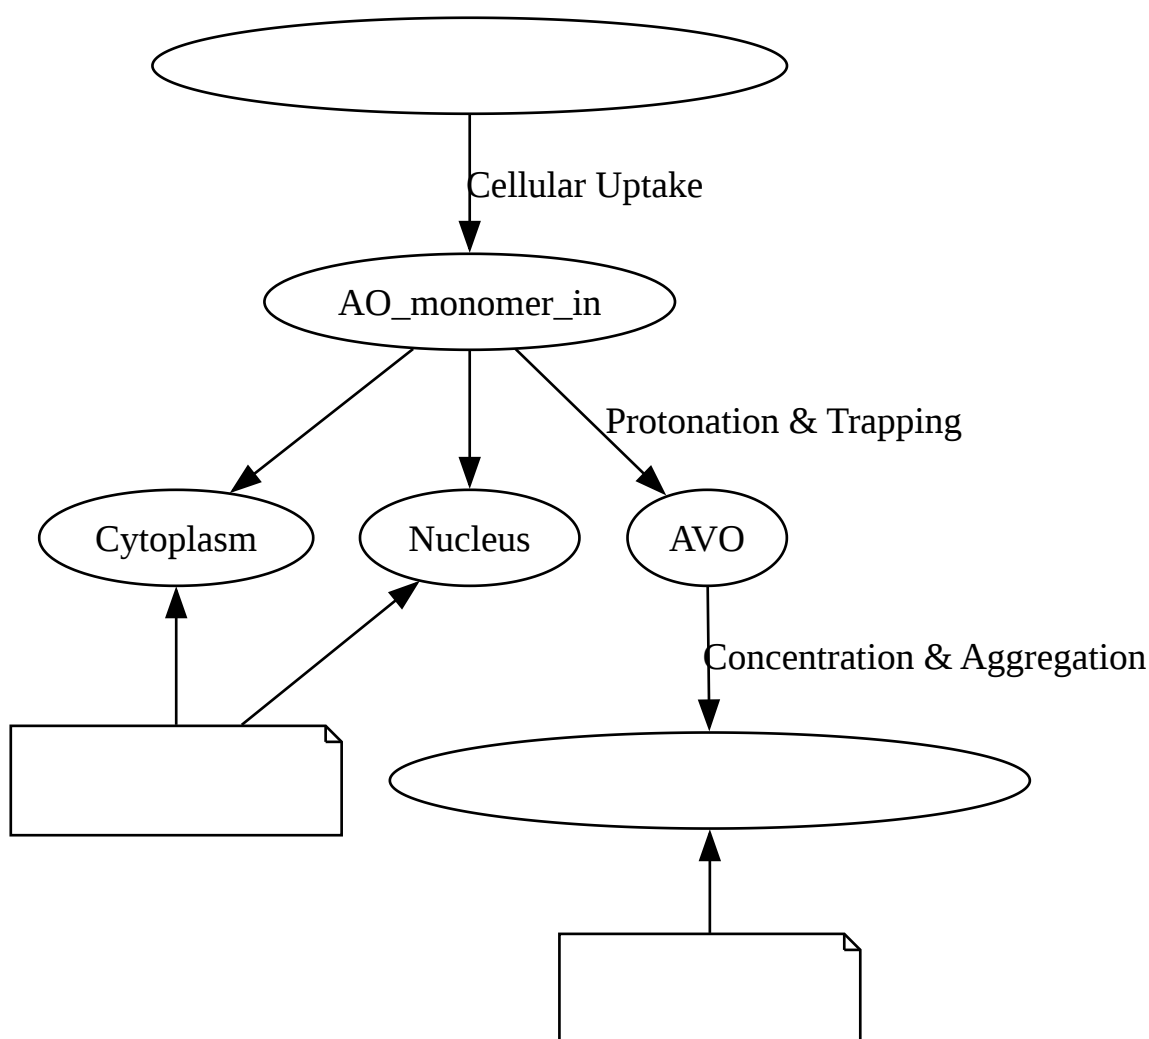 Cellular Uptake
AO_monomer_in
Protonation & Trapping
Cytoplasm
Nucleus
AVO
Concentration & Aggregation